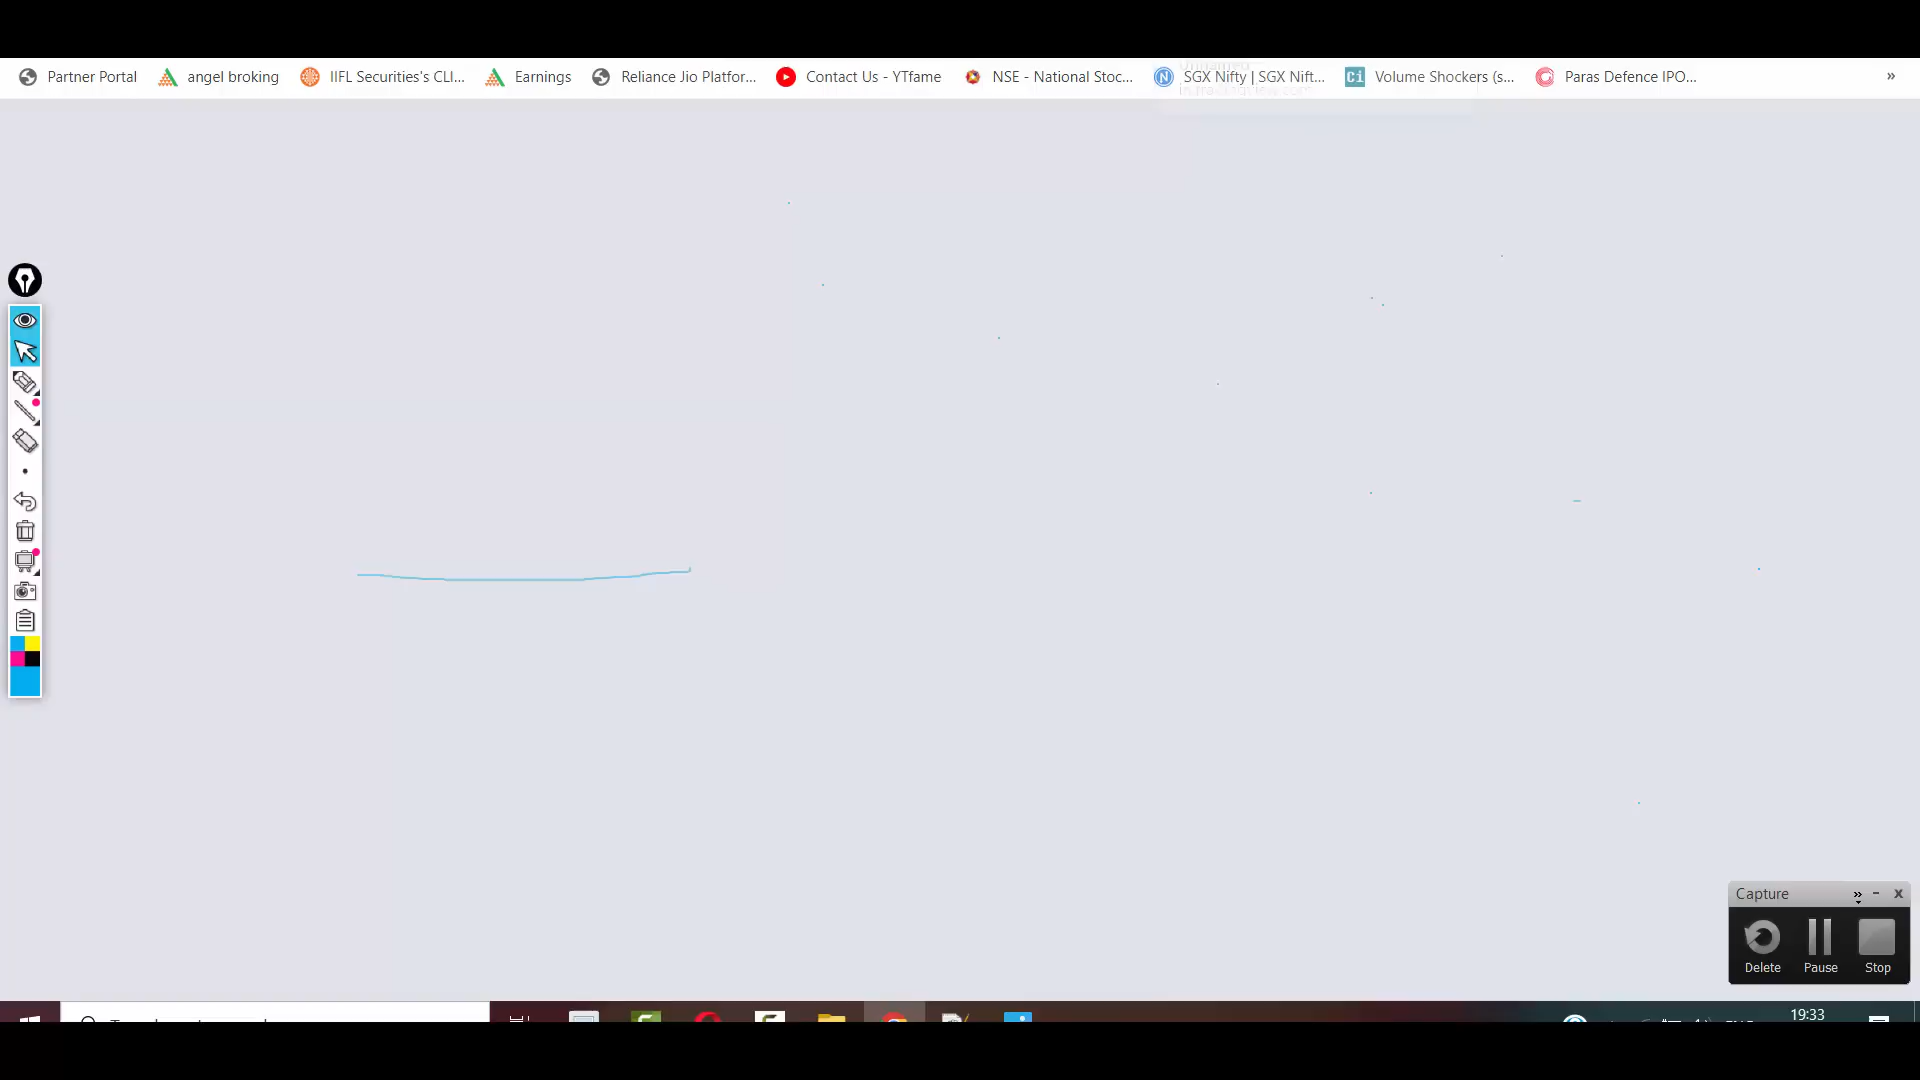 Partner Portal angel broking IIFL Securities's CLI... Earnings Reliance Jio Platfor... Contact Us - YTfame NSE - National Stoc... SGX Nifty | SGX Nift... Volume Shockers (s... Paras Defence IPO... »
Capture
Delete Pause Stop
19:33